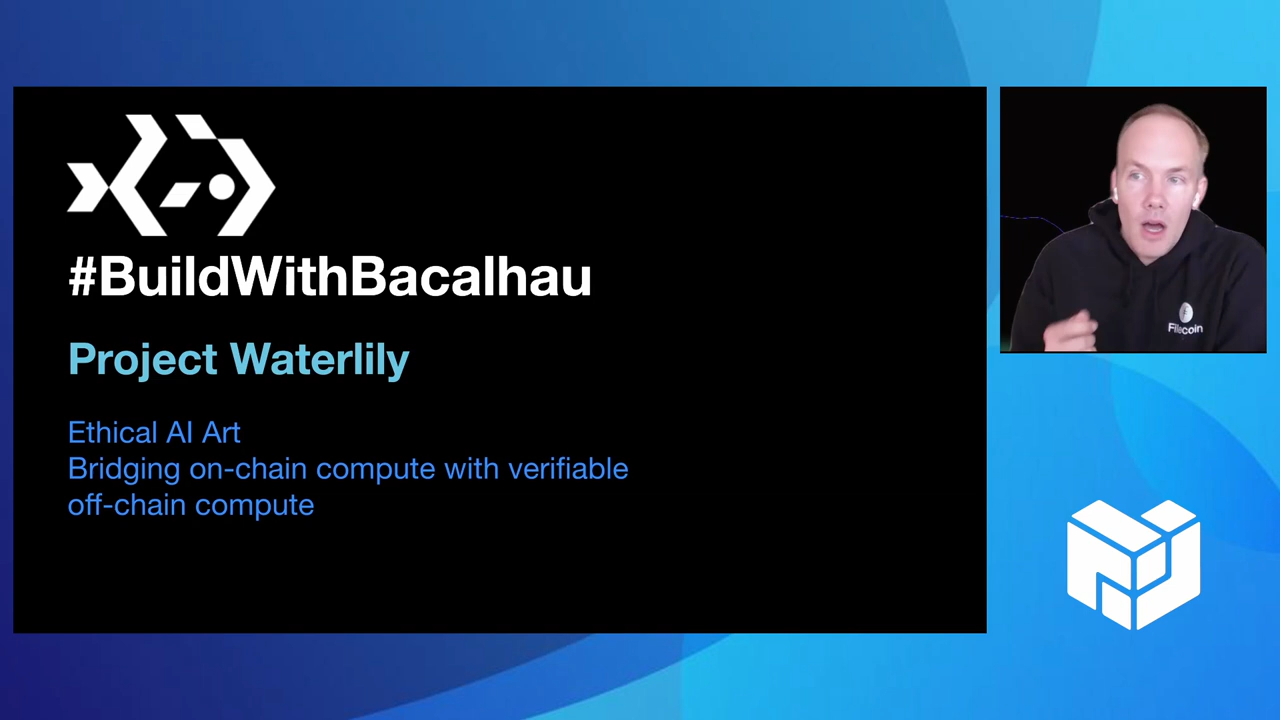 #BuildWithBacalhau
Project Waterlily
Ethical AI Art
Bridging on-chain compute with verifiable
off-chain compute
Filecoin